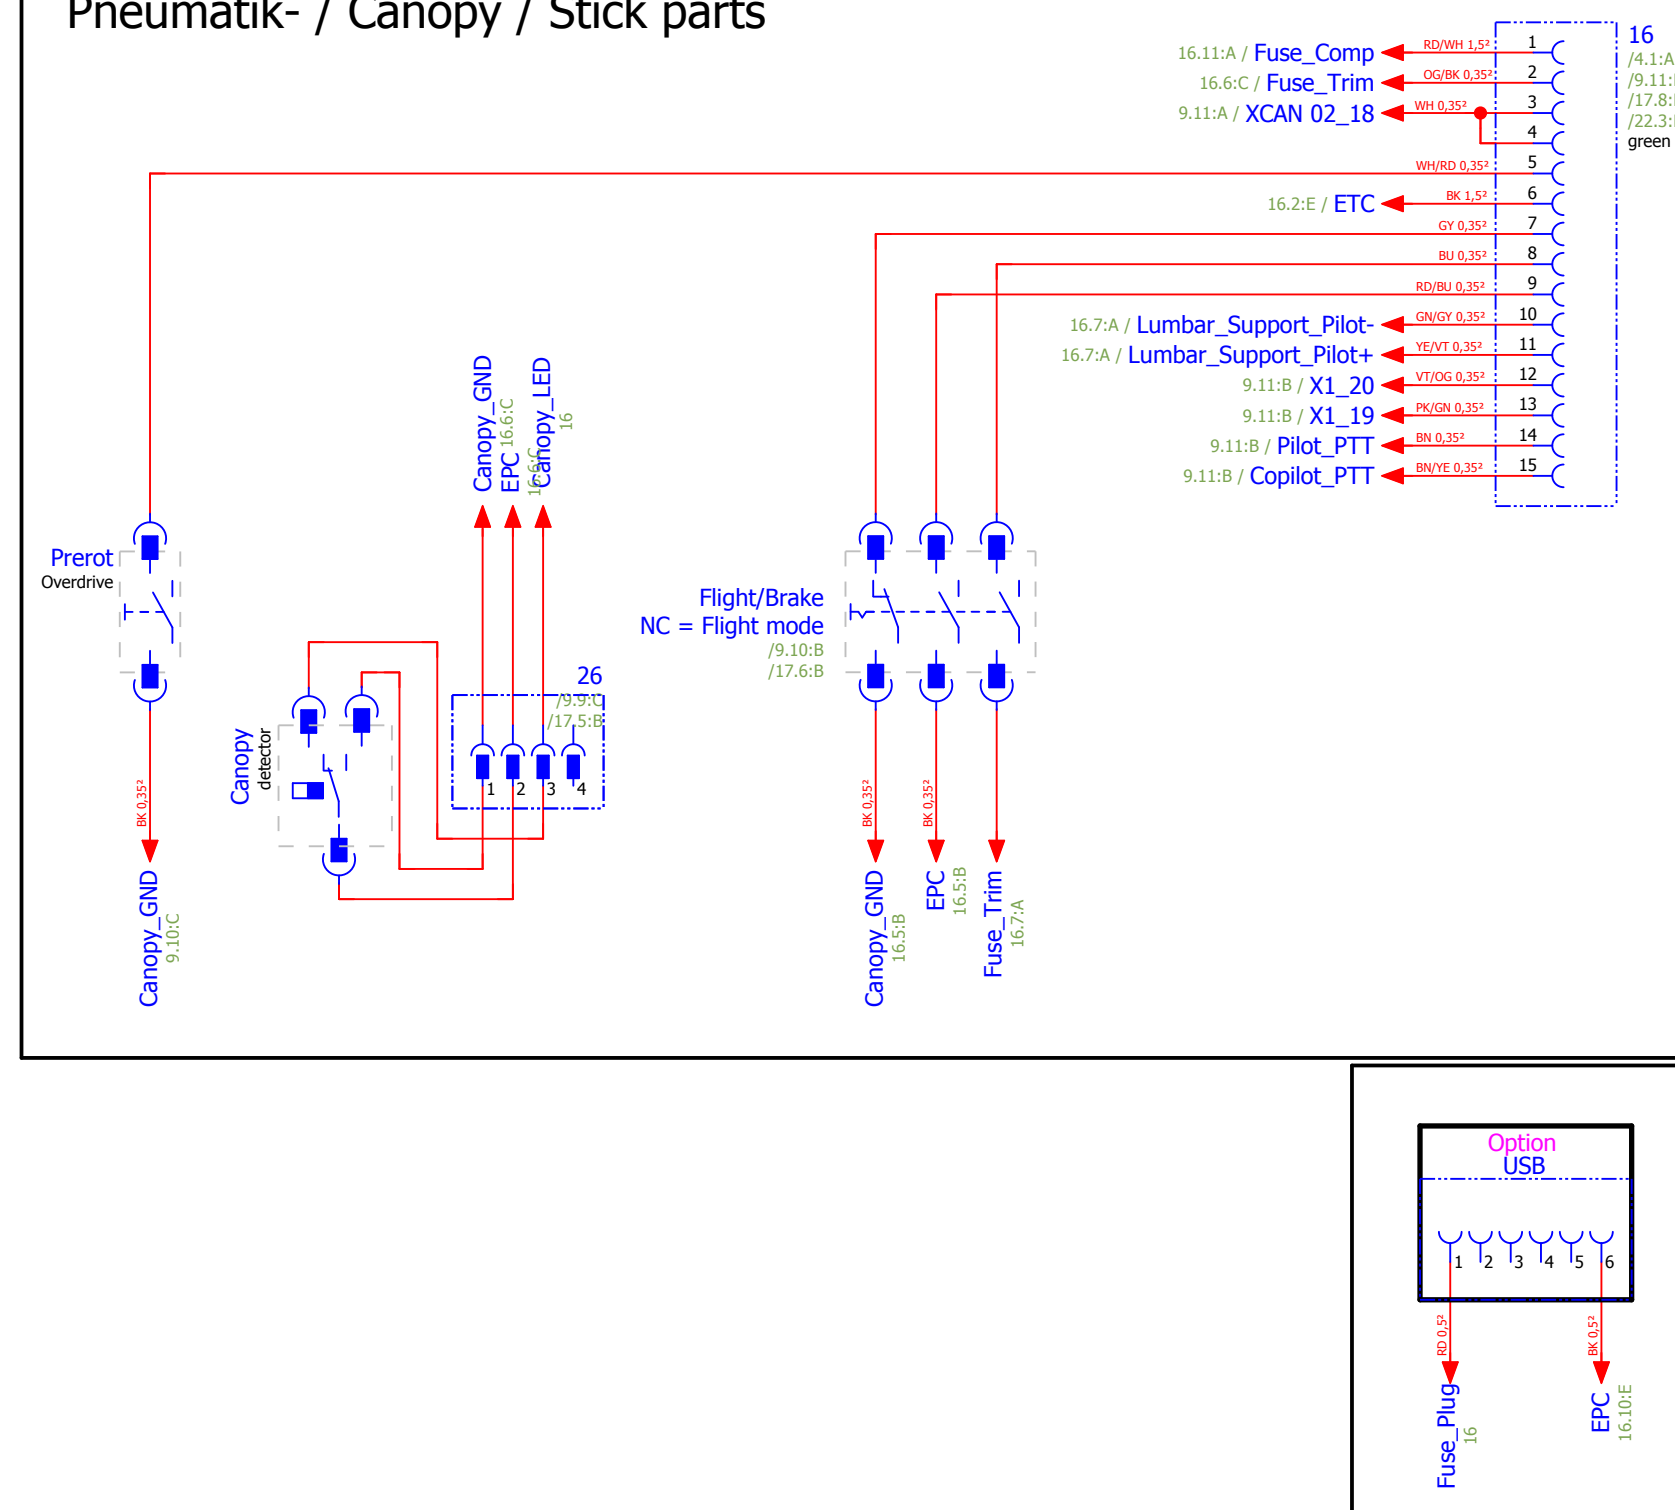 Pneumatik- / Canopy / Stick parts
16
/4.1:A
/9.11:
/17.8:
/22.3:
green
16.11:A / Fuse_Comp RD/WH 1,5² 1
16.6:C / Fuse_Trim OG/BK 0,35² 2
9.11:A / XCAN 02_18 WH 0,35² 3
4
WH/RD 0,35² 5
16.2:E / ETC BK 1,5² 6
GY 0,35² 7
BU 0,35² 8
RD/BU 0,35² 9
16.7:A / Lumbar_Support_Pilot- GN/GY 0,35² 10
16.7:A / Lumbar_Support_Pilot+ YE/VT 0,35² 11
9.11:B / X1_20 VT/OG 0,35² 12
9.11:B / X1_19 PK/GN 0,35² 13
9.11:B / Pilot_PTT BN 0,35² 14
9.11:B / Copilot_PTT BN/YE 0,35² 15
Canopy_GND
16.6:C
EPC
16.6:C
Canopy_LED
16
Prerot
Overdrive
Flight/Brake
NC = Flight mode
/9.10:B
/17.6:B
26
/9.9:C
/17.5:B
Canopy
detector
1 2 3 4
BK 0,35²
Canopy_GND
9.10:C
BK 0,35²
Canopy_GND
16.5:B
BK 0,35²
EPC
16.5:B
Fuse_Trim
16.7:A
Option
USB
1 2 3 4 5 6
RD 0,5²
Fuse_Plug
16
BK 0,5²
EPC
16.10:E